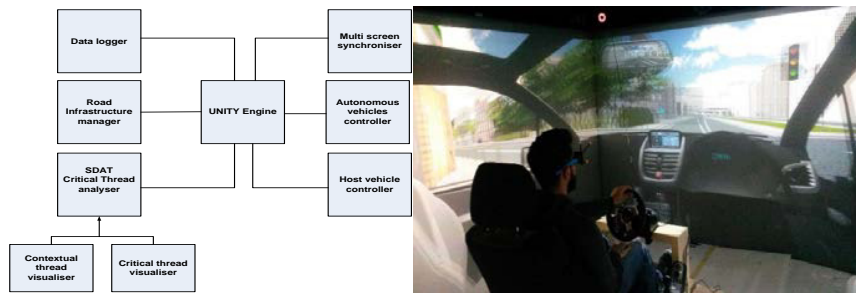 Data logger
Multi screen
synchroniser
Road
Infrastructure
manager
UNITY Engine
Autonomous
vehicles
controller
SDAT
Critical Thread
analyser
Host vehicle
controller
Contextual
thread
visualiser
Critical thread
visualiser